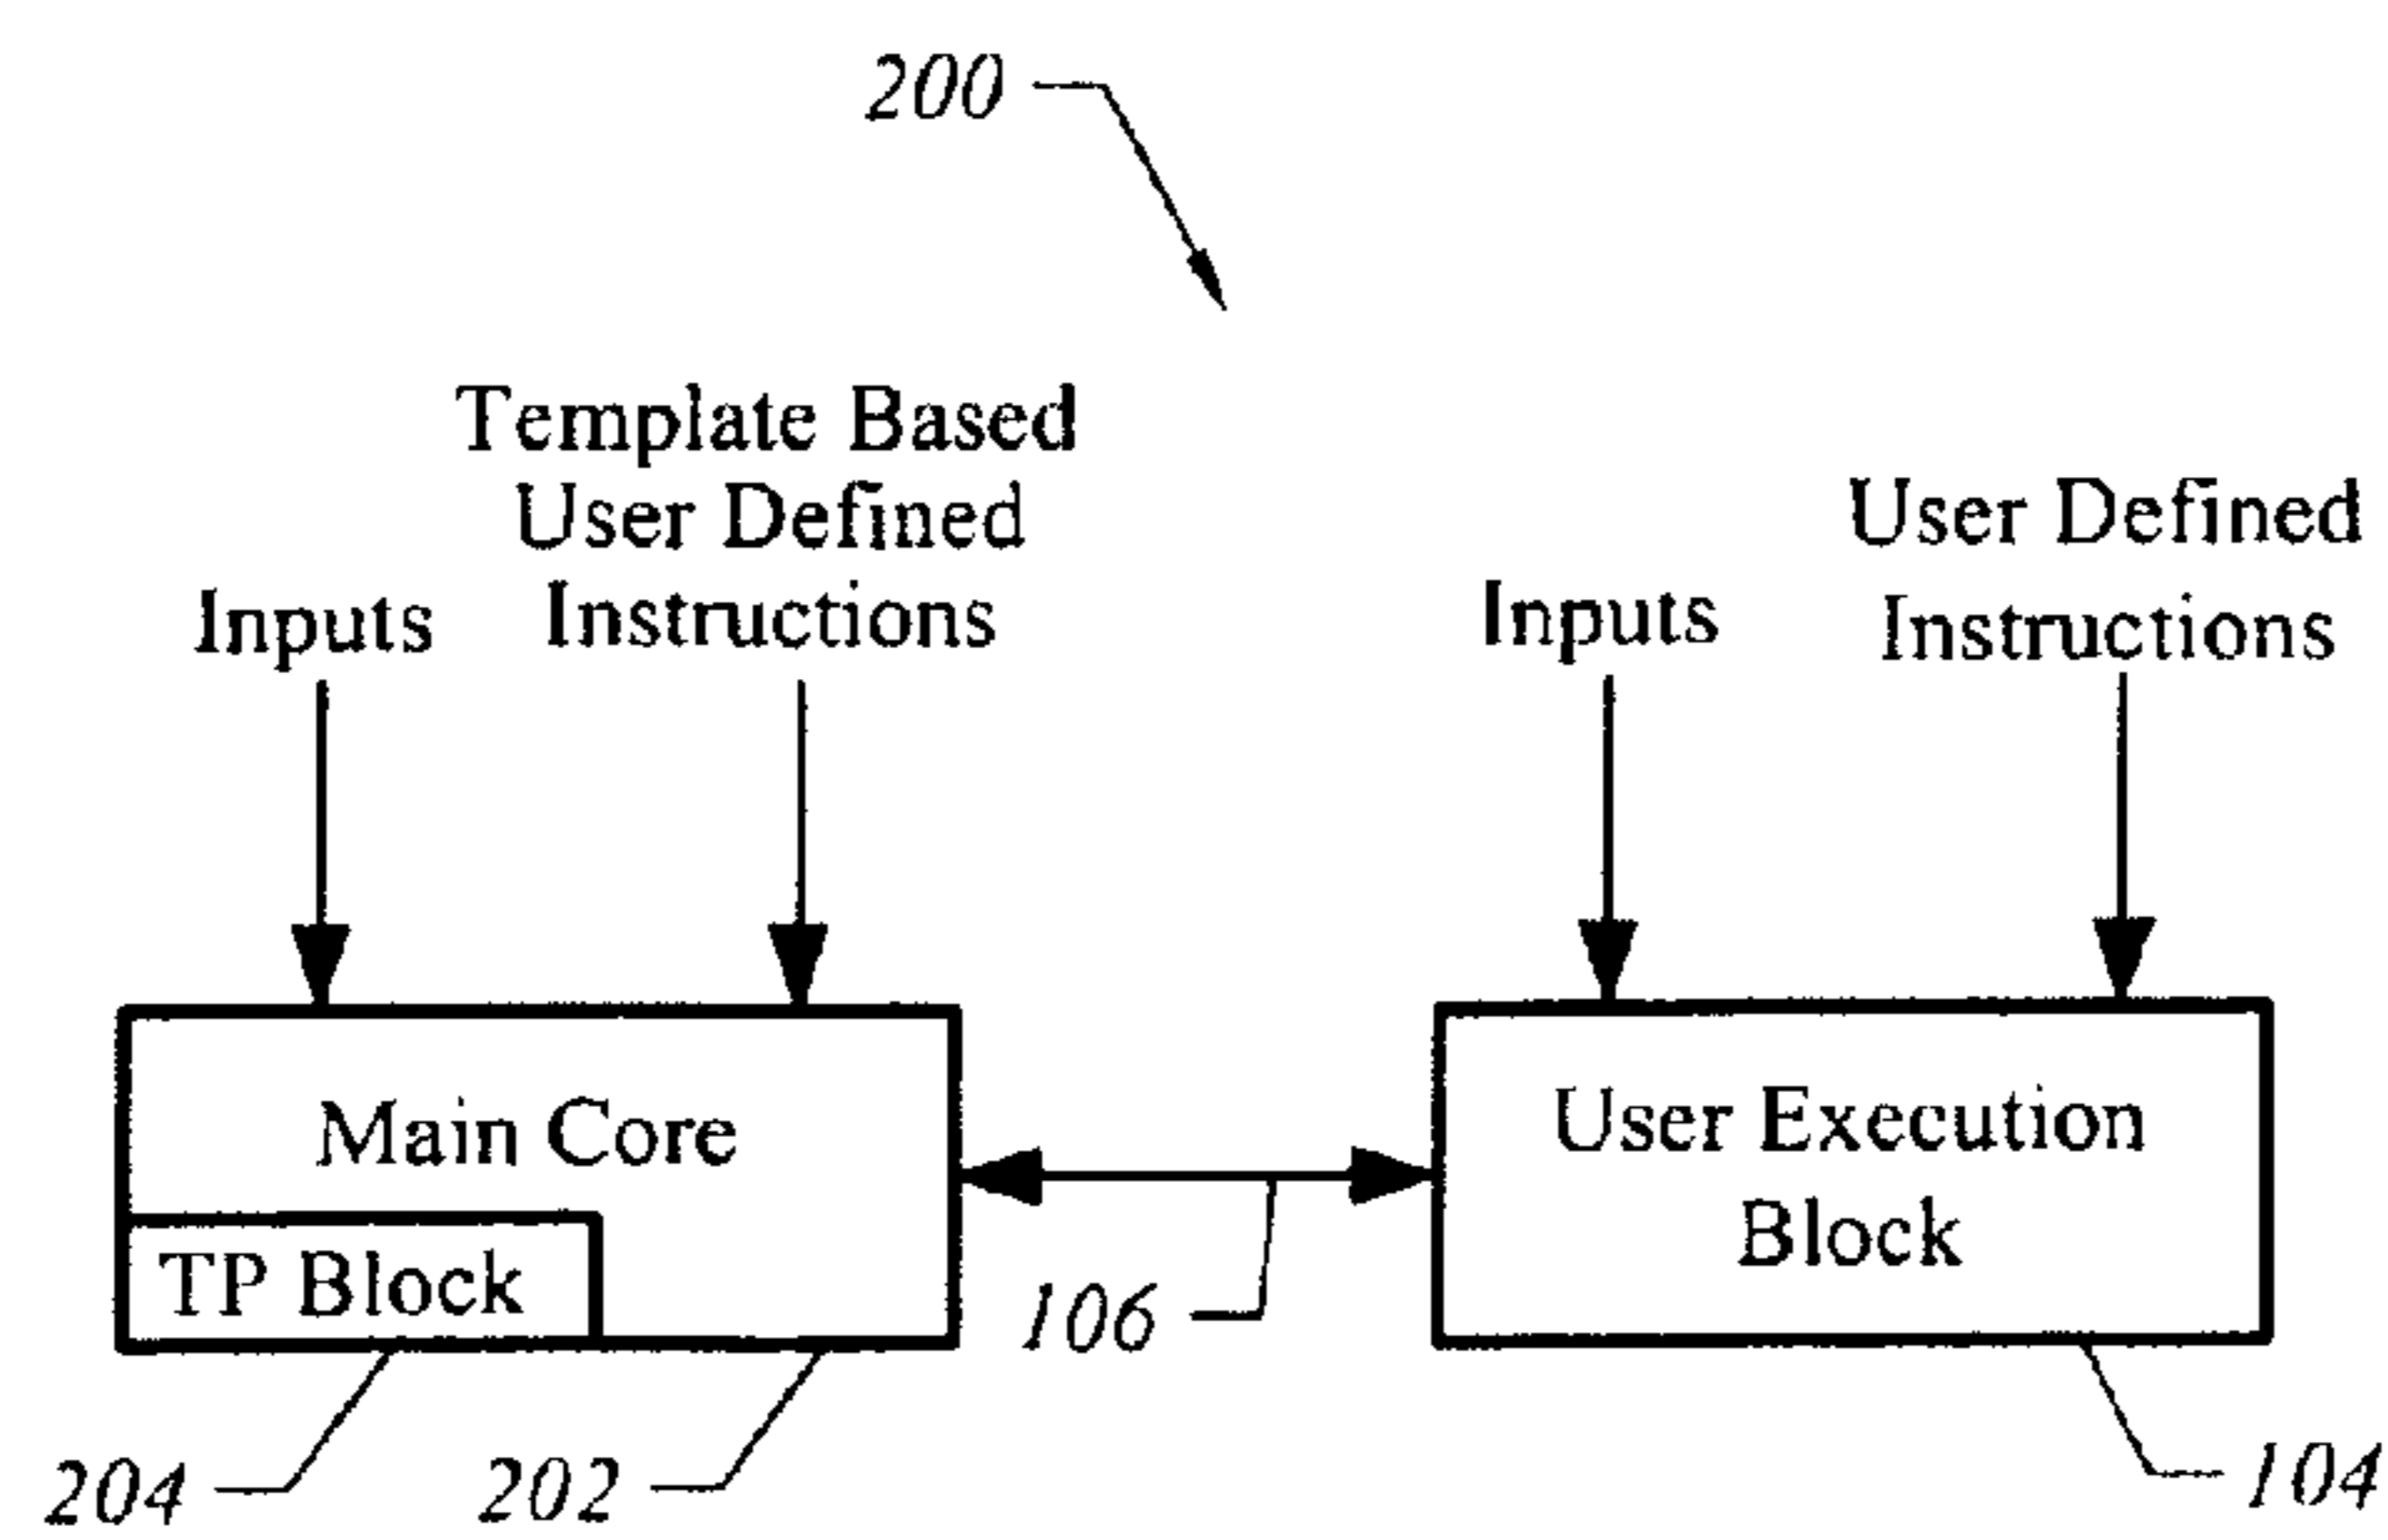 200
Template Based
User Defined
Instructions
Inputs
Inputs
User Defined
Instructions
Main Core
TP Block
User Execution
Block
106
204
202
104